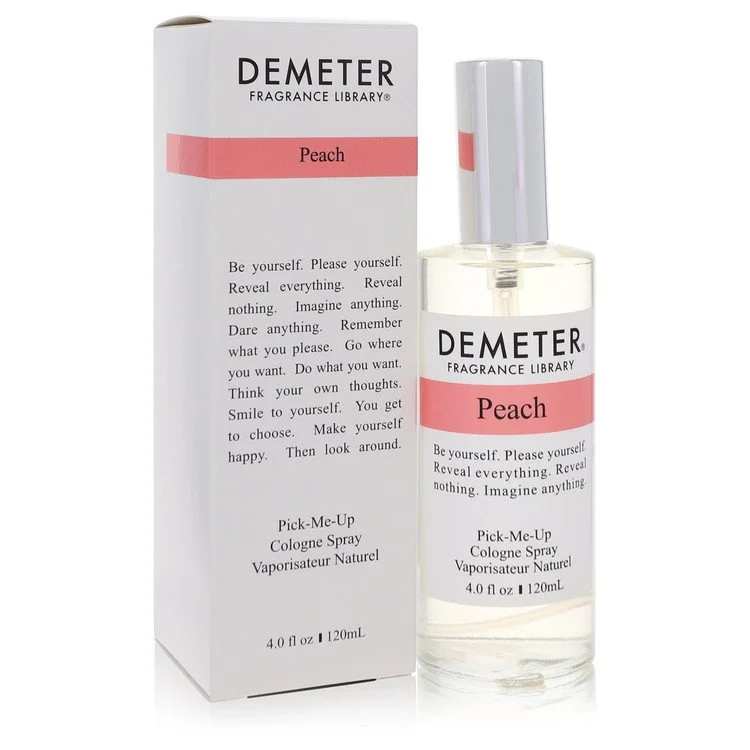 DEMETER
FRAGRANCE LIBRARY®
Peach
Be yourself. Please yourself.
Reveal everything. Reveal
nothing. Imagine anything.
Dare anything. Remember
what you please. Go where
you want. Do what you want.
Think your own thoughts.
Smile to yourself. You get
to choose. Make yourself
happy. Then look around.
Pick-Me-Up
Cologne Spray
Vaporisateur Naturel
4.0 fl oz ▮ 120mL
DEMETER®
FRAGRANCE LIBRARY
Peach
Be yourself. Please yourself.
Reveal everything. Reveal
nothing. Imagine anything.
Pick-Me-Up
Cologne Spray
Vaporisateur Naturel
4.0 fl oz ▮ 120mL